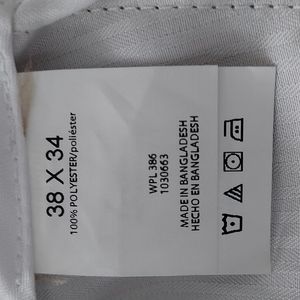 38 X 34
100% POLYESTER/poliéster
WPL 386
1030663
MADE IN BANGLADESH
HECHO EN BANGLADESH